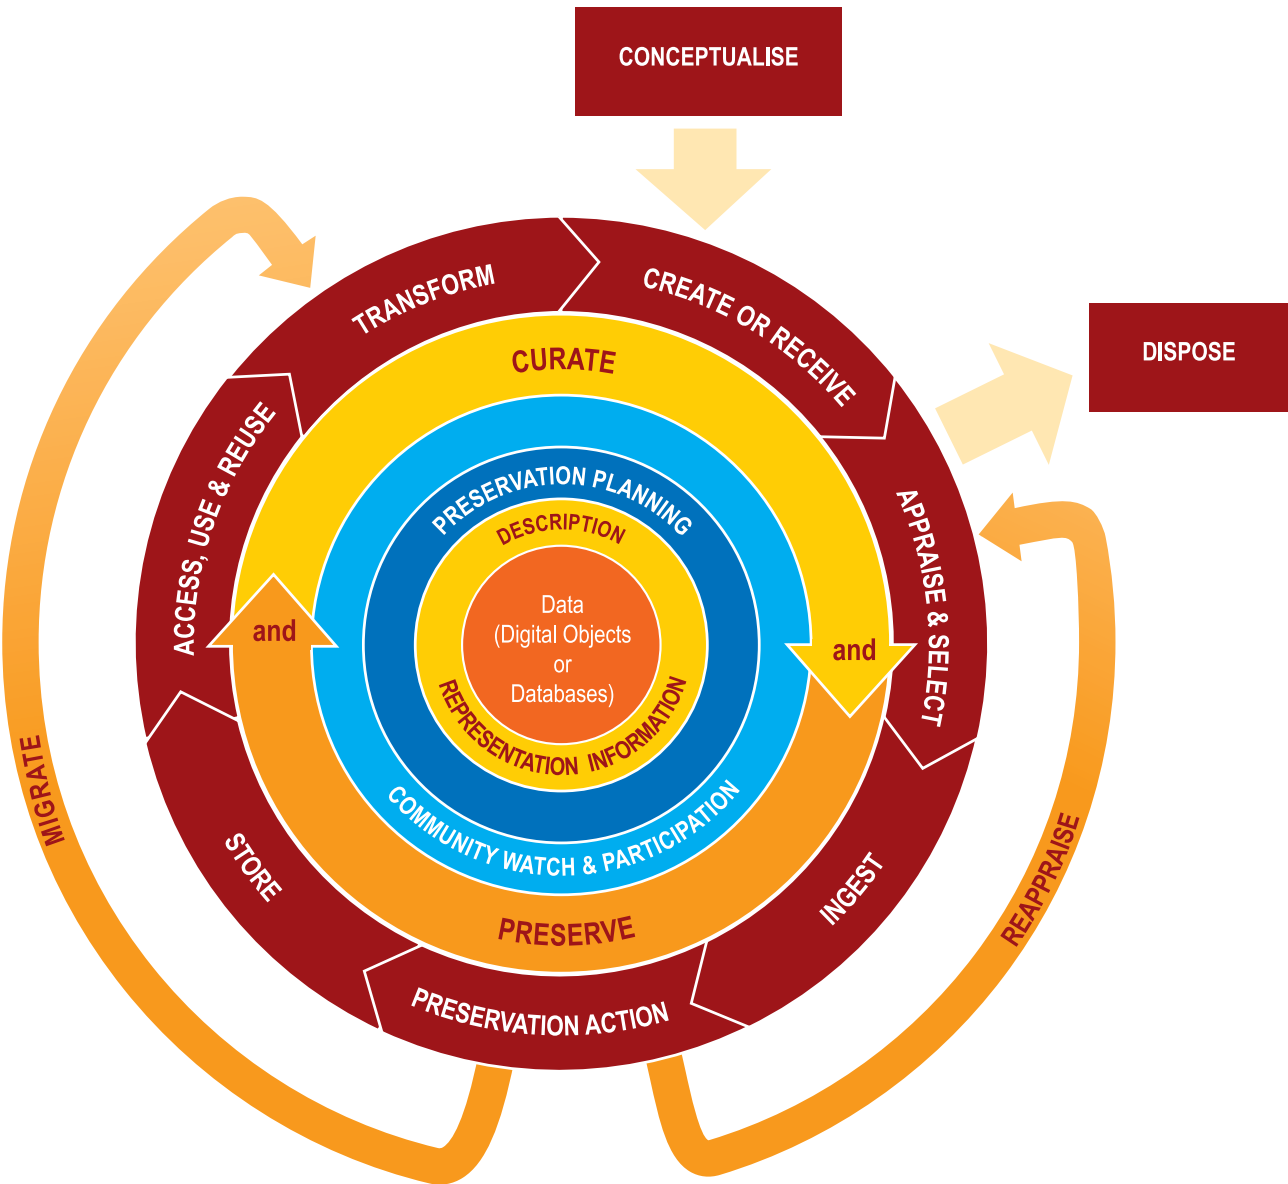 CONCEPTUALISE
DISPOSE
TRANSFORM
CREATE OR RECEIVE
APPRAISE & SELECT
INGEST
PRESERVATION ACTION
STORE
ACCESS, USE & REUSE
MIGRATE
REAPPRAISE
CURATE
and
PRESERVE
and
COMMUNITY WATCH & PARTICIPATION
PRESERVATION PLANNING
DESCRIPTION
REPRESENTATION INFORMATION
Data
(Digital Objects
or
Databases)